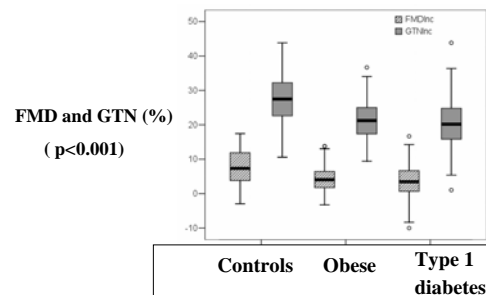 FMDInc
GTNInc
50
40
30
20
10
0
-10
FMD and GTN (%)
( p<0.001)
Controls
Obese
Type 1
diabetes